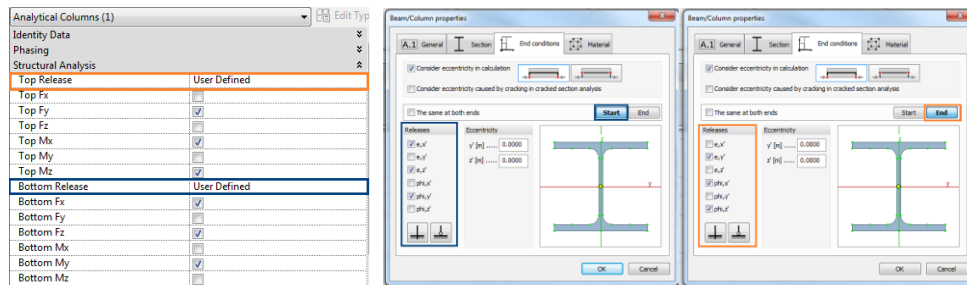 Analytical Columns (1)
Edit Typ
Identity Data
Phasing
Structural Analysis
Top Release User Defined
Top Fx
Top Fy
Top Fz
Top Mx
Top My
Top Mz
Bottom Release User Defined
Bottom Fx
Bottom Fy
Bottom Fz
Bottom Mx
Bottom My
Bottom Mz
Beam/Column properties
A.1 General Section End conditions Material
Consider eccentricity in calculation
Consider eccentricity caused by cracking in cracked section analysis
The same at both ends Start End
Releases
e,x'
e,y'
e,z'
phi,x'
phi,y'
phi,z'
Eccentricity
y' [m] ..... 0.0000
z' [m] ..... 0.0000
y
OK Cancel
Beam/Column properties
A.1 General Section End conditions Material
Consider eccentricity in calculation
Consider eccentricity caused by cracking in cracked section analysis
The same at both ends Start End
Releases
e,x'
e,y'
e,z'
phi,x'
phi,y'
phi,z'
Eccentricity
y' [m] ..... 0.0000
z' [m] ..... 0.0000
y
OK Cancel